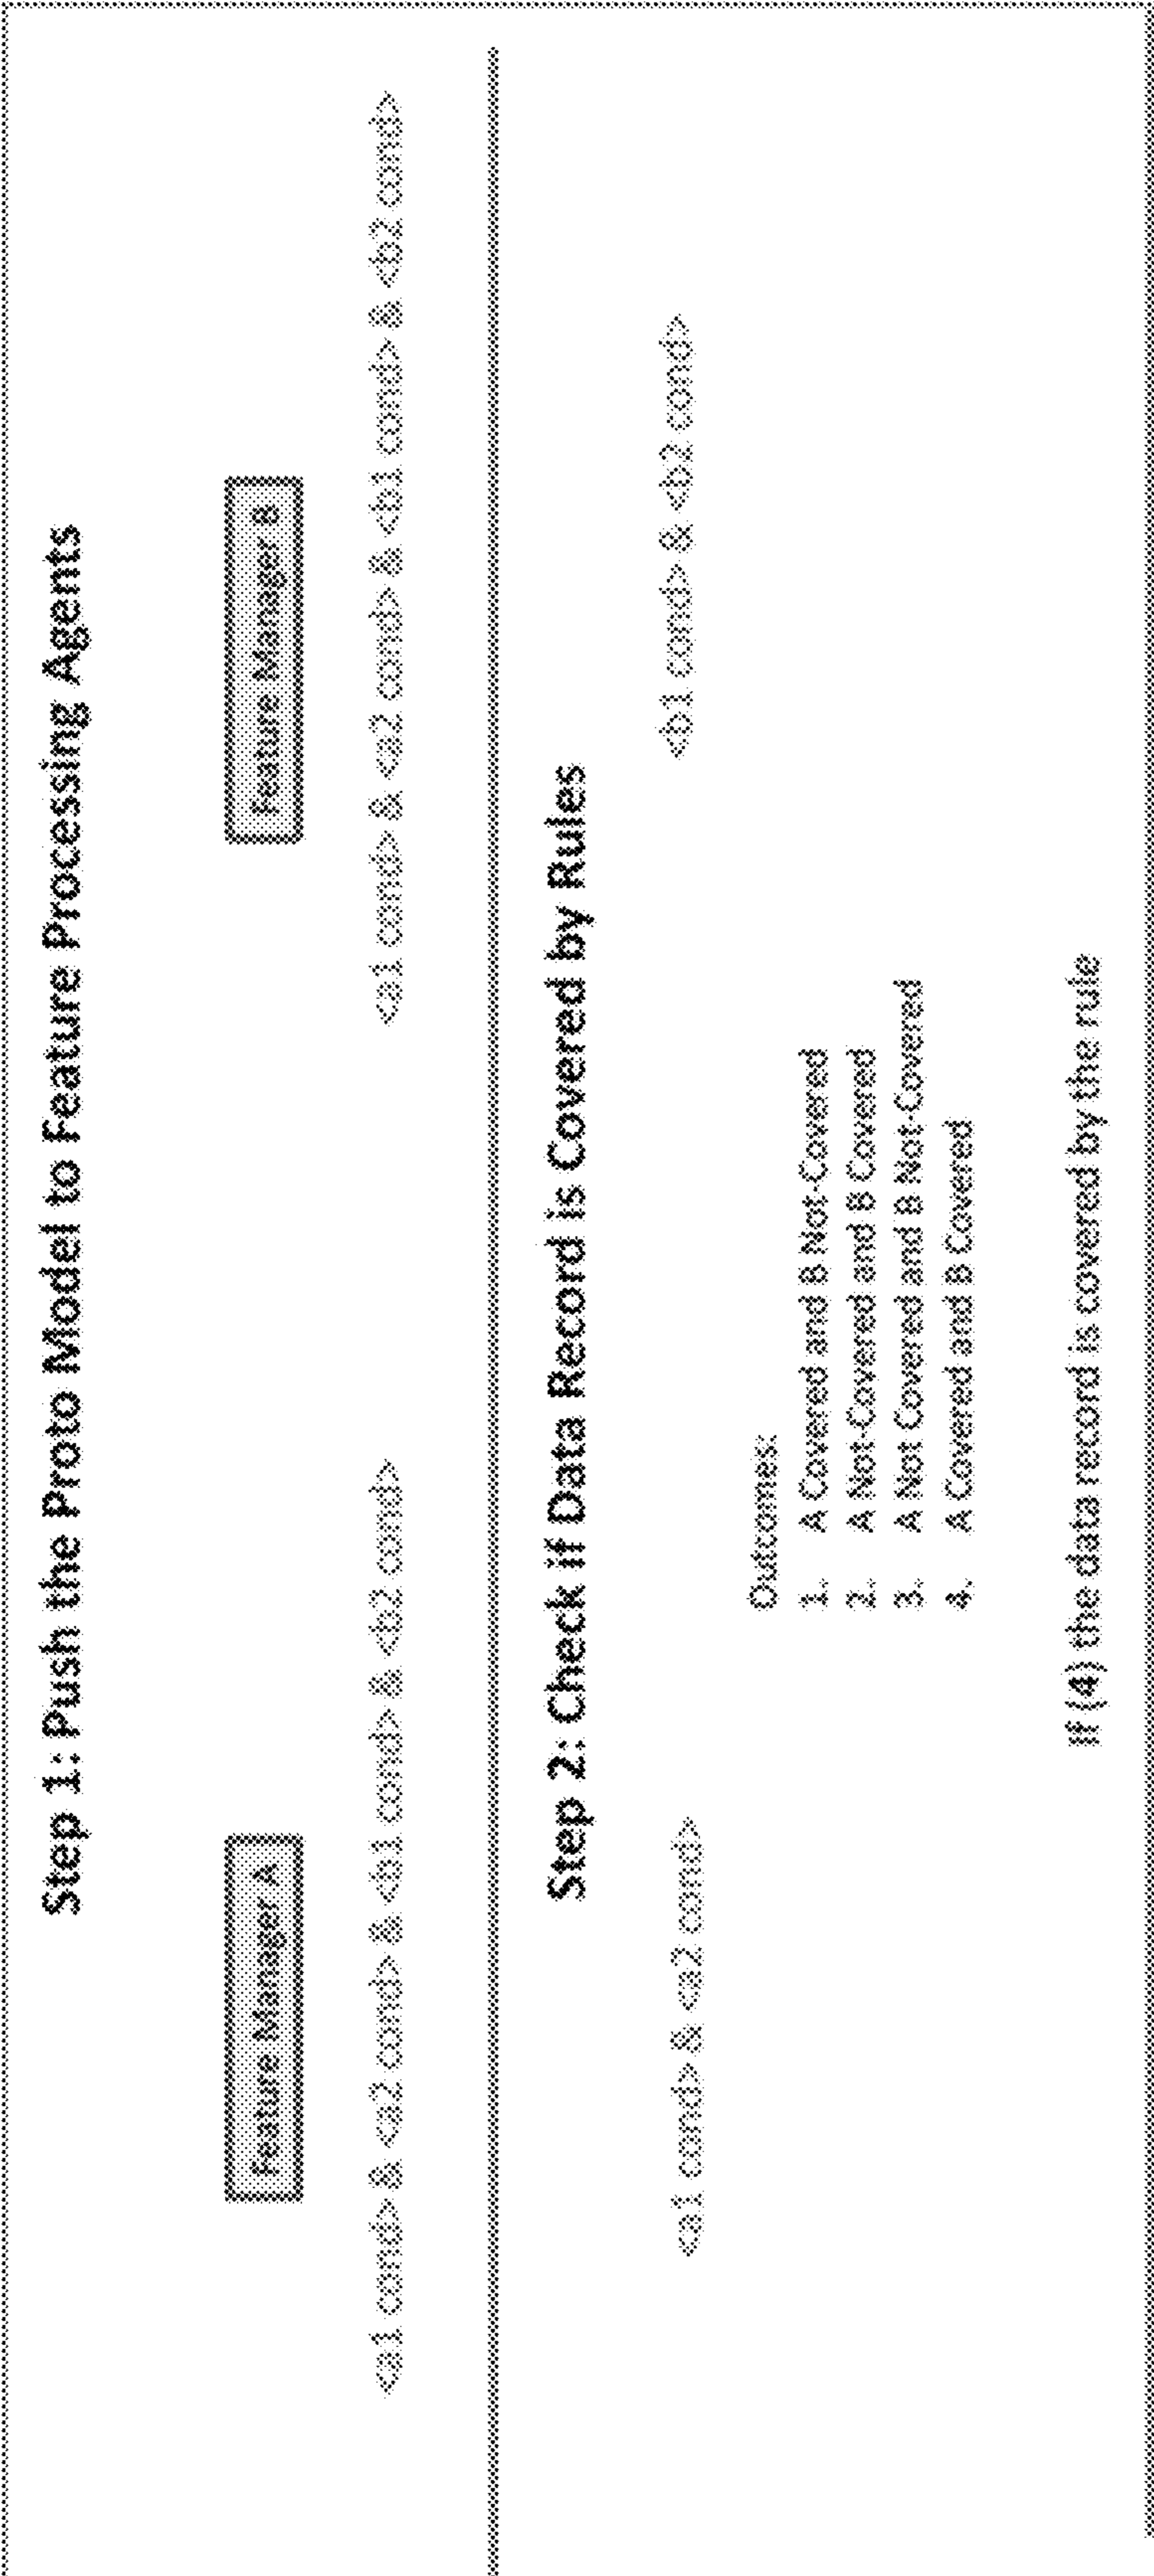 Step 1: Push the Proto Model to Feature Processing Agents
Feature Manager A
Feature Manager B
<a1 cond> & <a2 cond> & <b1 cond> & <b2 cond>
<a1 cond> & <a2 cond> & <b1 cond> & <b2 cond>
Step 2: Check if Data Record is Covered by Rules
<a1 cond> & <a2 cond>
<b1 cond> & <b2 cond>
Outcomes:
1. A Covered and B Not-Covered
2. A Not-Covered and B Covered
3. A Not Covered and B Not-Covered
4. A Covered and B Covered
If (4) the data record is covered by the rule